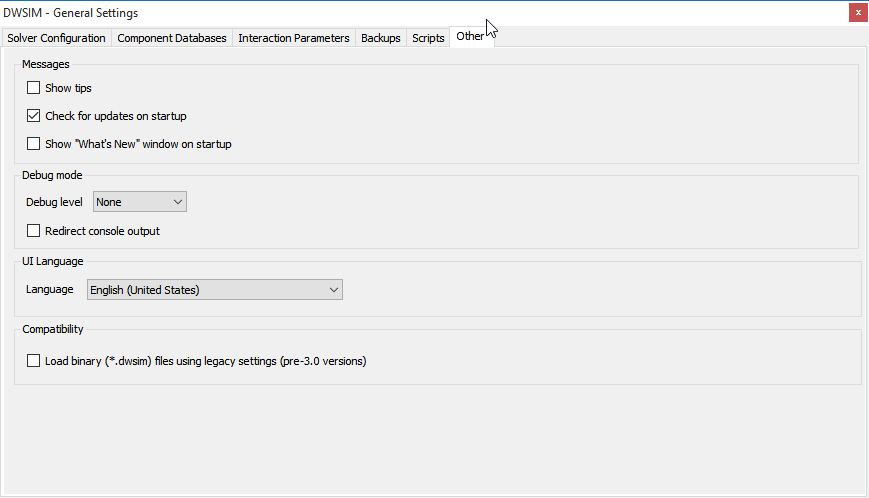 DWSIM - General Settings
x
Solver Configuration Component Databases Interaction Parameters Backups Scripts Other
Messages
Show tips
Check for updates on startup
Show "What's New" window on startup
Debug mode
Debug level None
Redirect console output
UI Language
Language English (United States)
Compatibility
Load binary (*.dwsim) files using legacy settings (pre-3.0 versions)